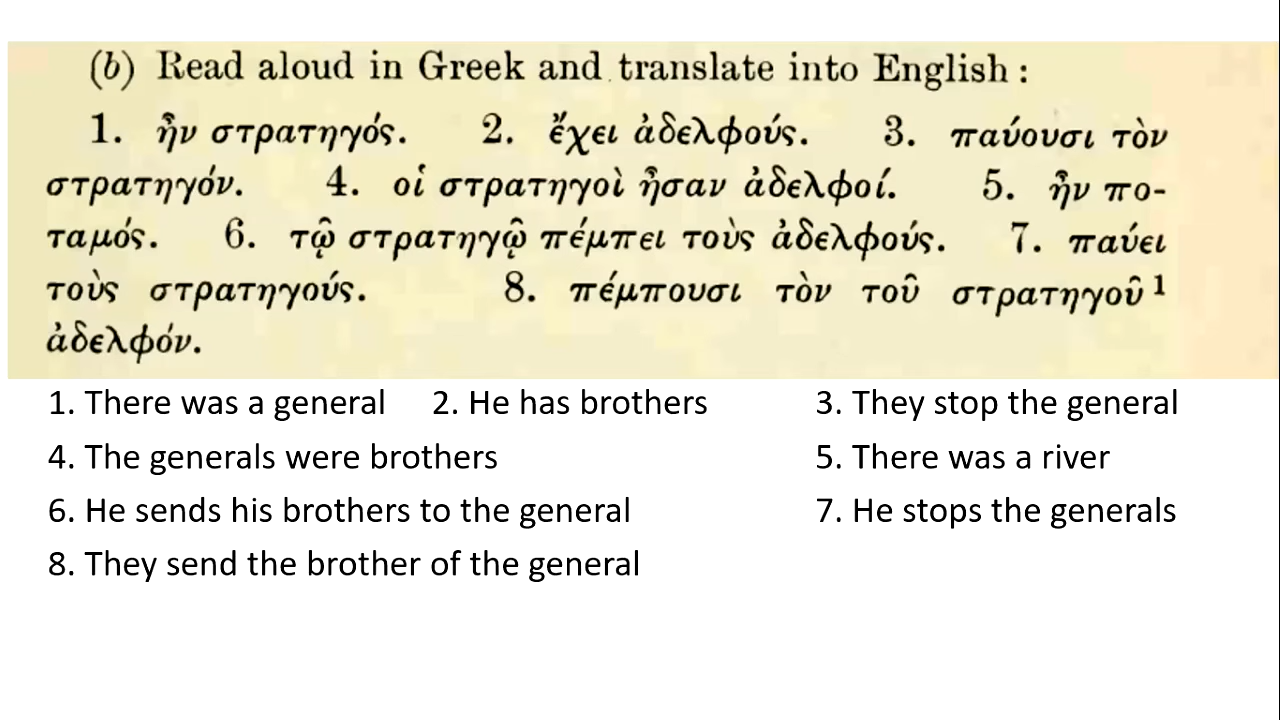 (b) Read aloud in Greek and translate into English :
1. ἦν στρατηγός. 2. ἔχει ἀδελφούς. 3. παύουσι τὸν
στρατηγόν. 4. οἱ στρατηγοὶ ἦσαν ἀδελφοί. 5. ἦν πο-
ταμός. 6. τῷ στρατηγῷ πέμπει τοὺς ἀδελφούς. 7. παύει
τοὺς στρατηγούς. 8. πέμπουσι τὸν τοῦ στρατηγοῦ¹
ἀδελφόν.
1. There was a general 2. He has brothers 3. They stop the general
4. The generals were brothers 5. There was a river
6. He sends his brothers to the general 7. He stops the generals
8. They send the brother of the general